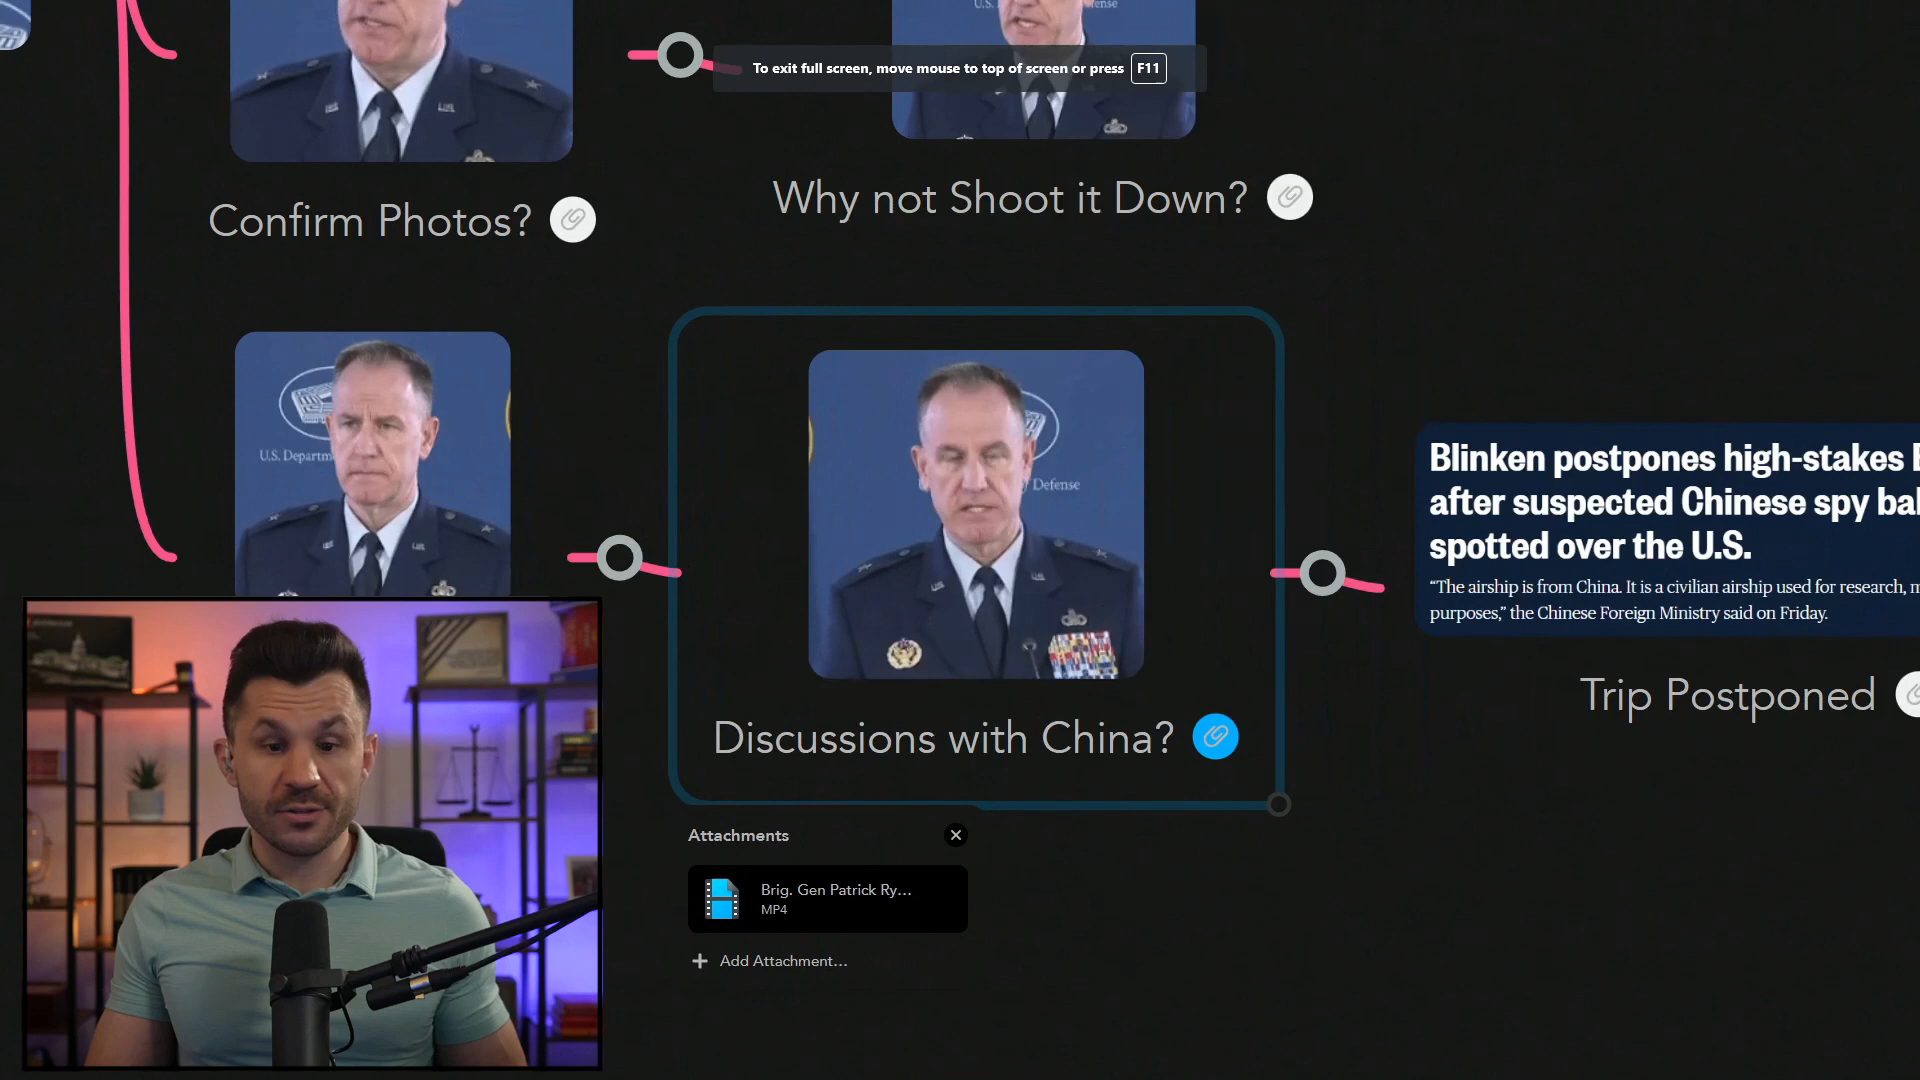 U.S.
ense
To exit full screen, move mouse to top of screen or press F11
Confirm Photos?
Why not Shoot it Down?
U.S. Departm
Defense
Blinken postpones high-stakes
after suspected Chinese spy bal
spotted over the U.S.
“The airship is from China. It is a civilian airship used for research, m
purposes,” the Chinese Foreign Ministry said on Friday.
Trip Postponed
Discussions with China?
Attachments
Brig. Gen Patrick Ry...
MP4
Add Attachment...